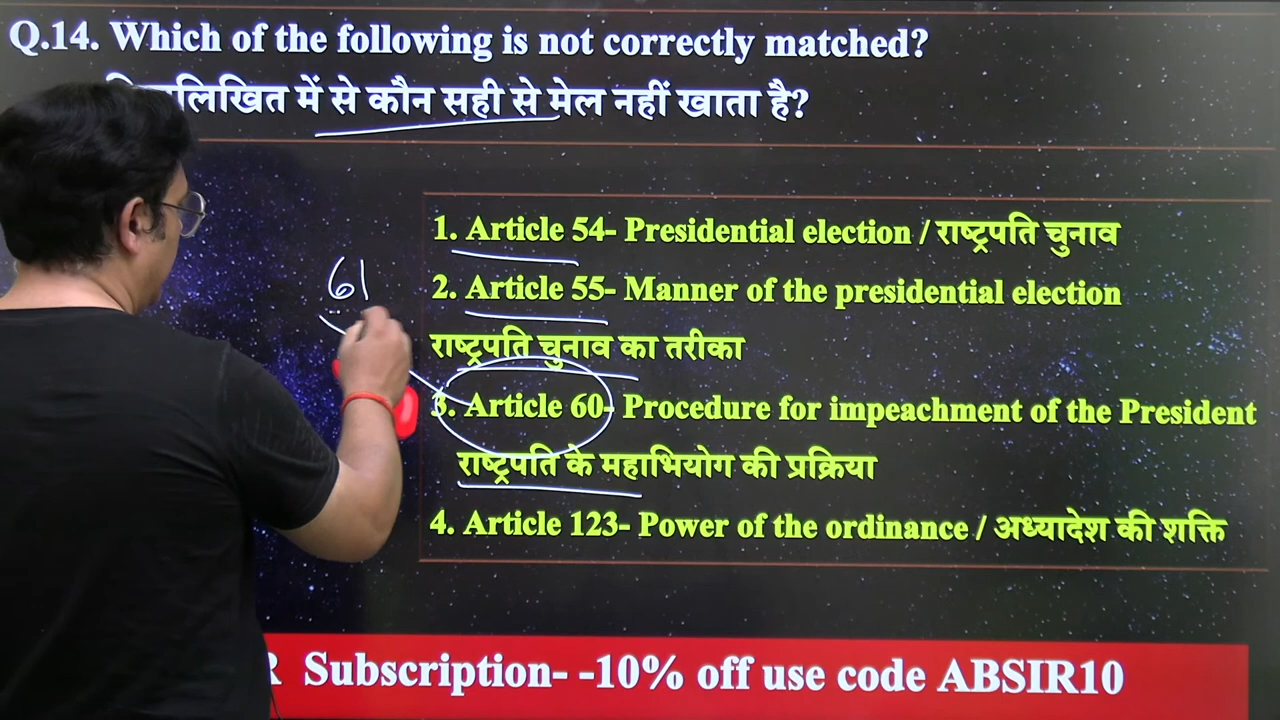 Q.14. Which of the following is not correctly matched?
में से कौन सही से मेल नहीं खाता है?
1. Article 54- Presidential election / राष्ट्रपति चुनाव
61
2. Article 55- Manner of the presidential election
राष्ट्रपति चुनाव का तरीका
3. Article 60- Procedure for impeachment of the President
राष्ट्रपति के महाभियोग की प्रक्रिया
4. Article 123- Power of the ordinance / अध्यादेश की शक्ति
Subscription- -10% off use code ABSIR10